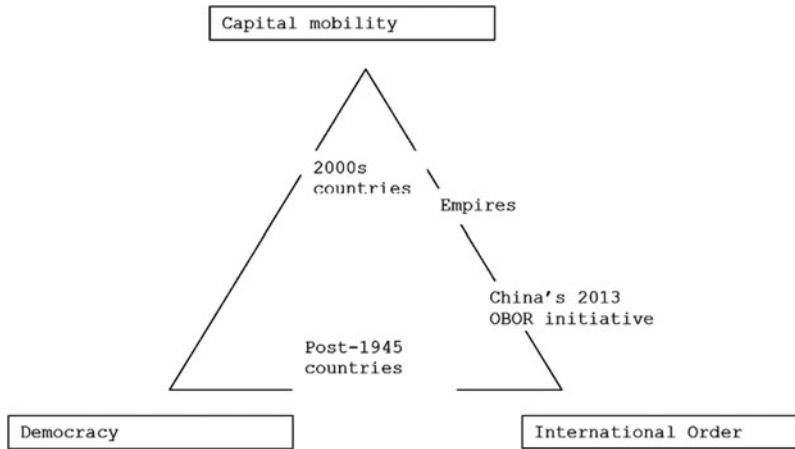 Capital mobility
2000s
countries
Empires
China's 2013
OBOR initiative
Post-1945
countries
Democracy
International Order